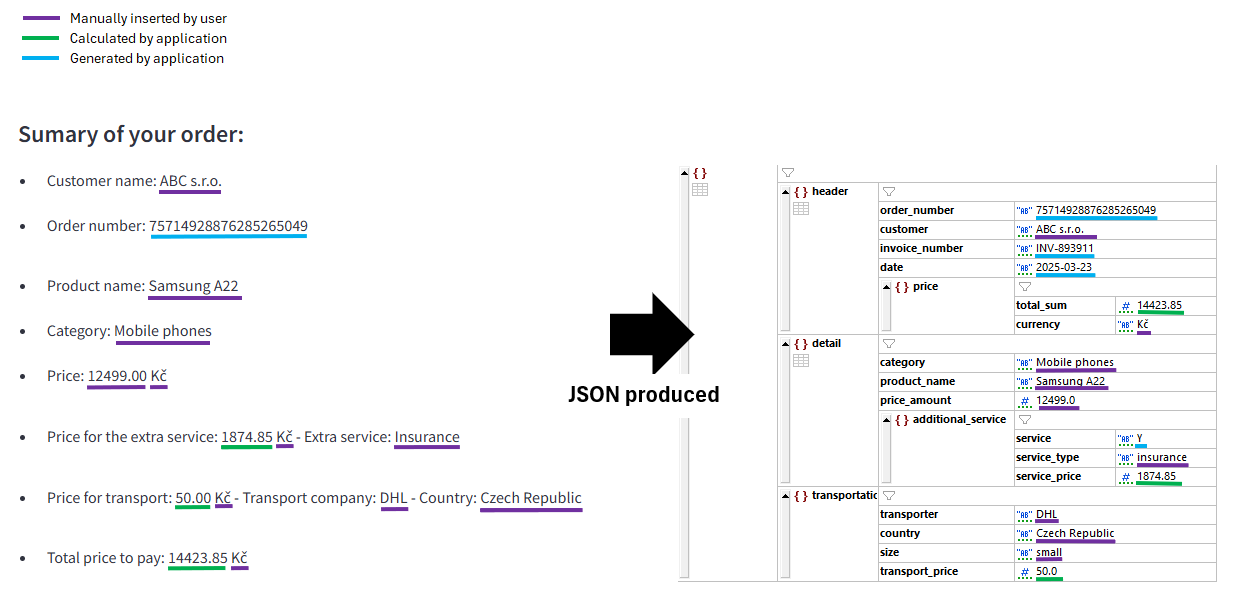 Manually inserted by user
Calculated by application
Generated by application
Sumary of your order:
Customer name: ABC s.r.o.
Order number: 75714928876285265049
Product name: Samsung A22
Category: Mobile phones
Price: 12499.00 Kč
Price for the extra service: 1874.85 Kč - Extra service: Insurance
Price for transport: 50.00 Kč - Transport company: DHL - Country: Czech Republic
Total price to pay: 14423.85 Kč
JSON produced
{ }
{ } header
order_number "AB" 75714928876285265049
customer "AB" ABC s.r.o.
invoice_number "AB" INV-893911
date "AB" 2025-03-23
{ } price
total_sum # 14423.85
currency "AB" Kč
{ } detail
category "AB" Mobile phones
product_name "AB" Samsung A22
price_amount # 12499.0
{ } additional_service
service "AB" Y
service_type "AB" insurance
service_price # 1874.85
{ } transportatic
transporter "AB" DHL
country "AB" Czech Republic
size "AB" small
transport_price # 50.0